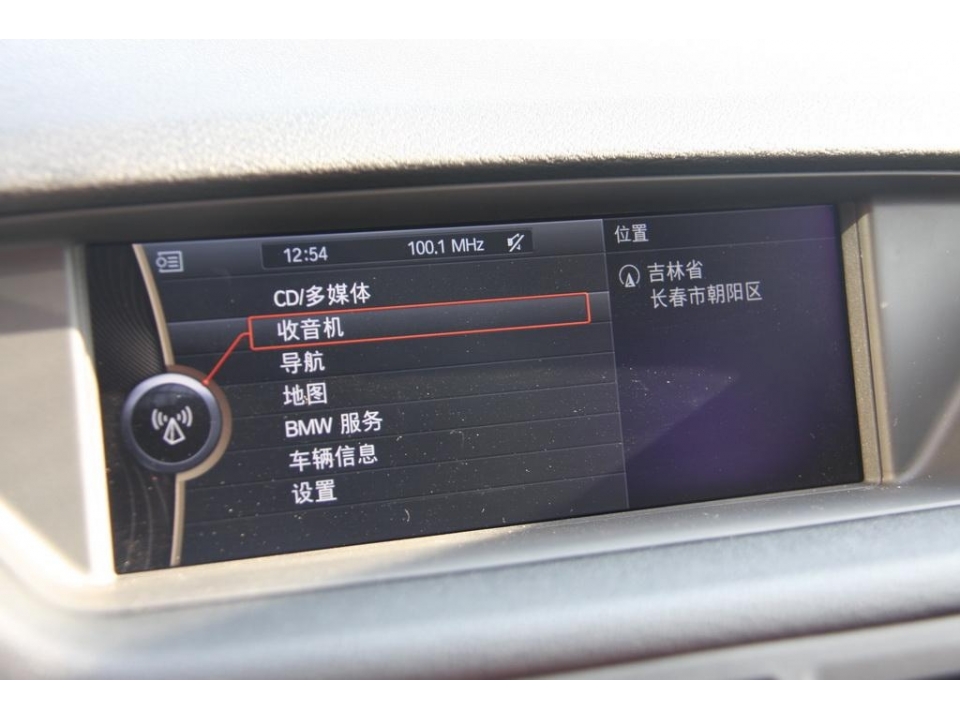 12:54 100.1 MHz
CD/多媒体
收音机
导航
地图
BMW 服务
车辆信息
设置
位置
吉林省
长春市朝阳区